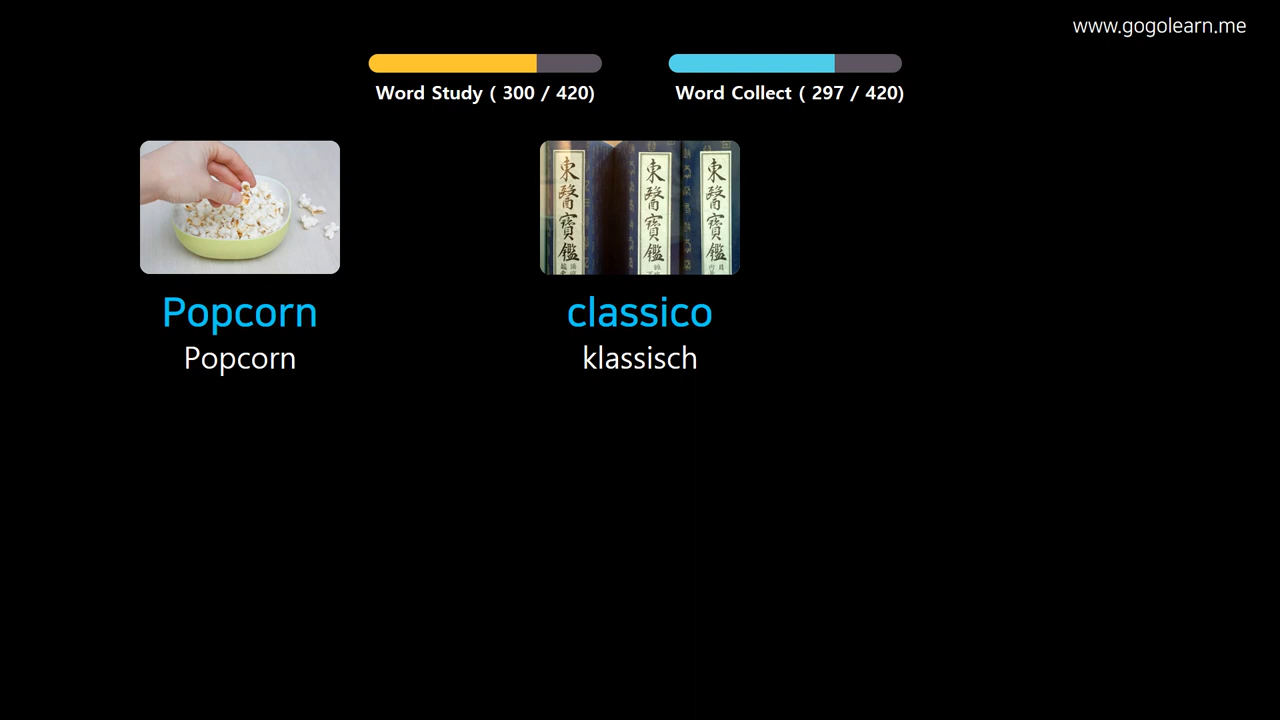 www.gogolearn.me
Word Study ( 300 / 420)
Word Collect ( 297 / 420)
東醫寶鑑
東醫寶鑑
東醫寶鑑
Popcorn
classico
Popcorn
klassisch